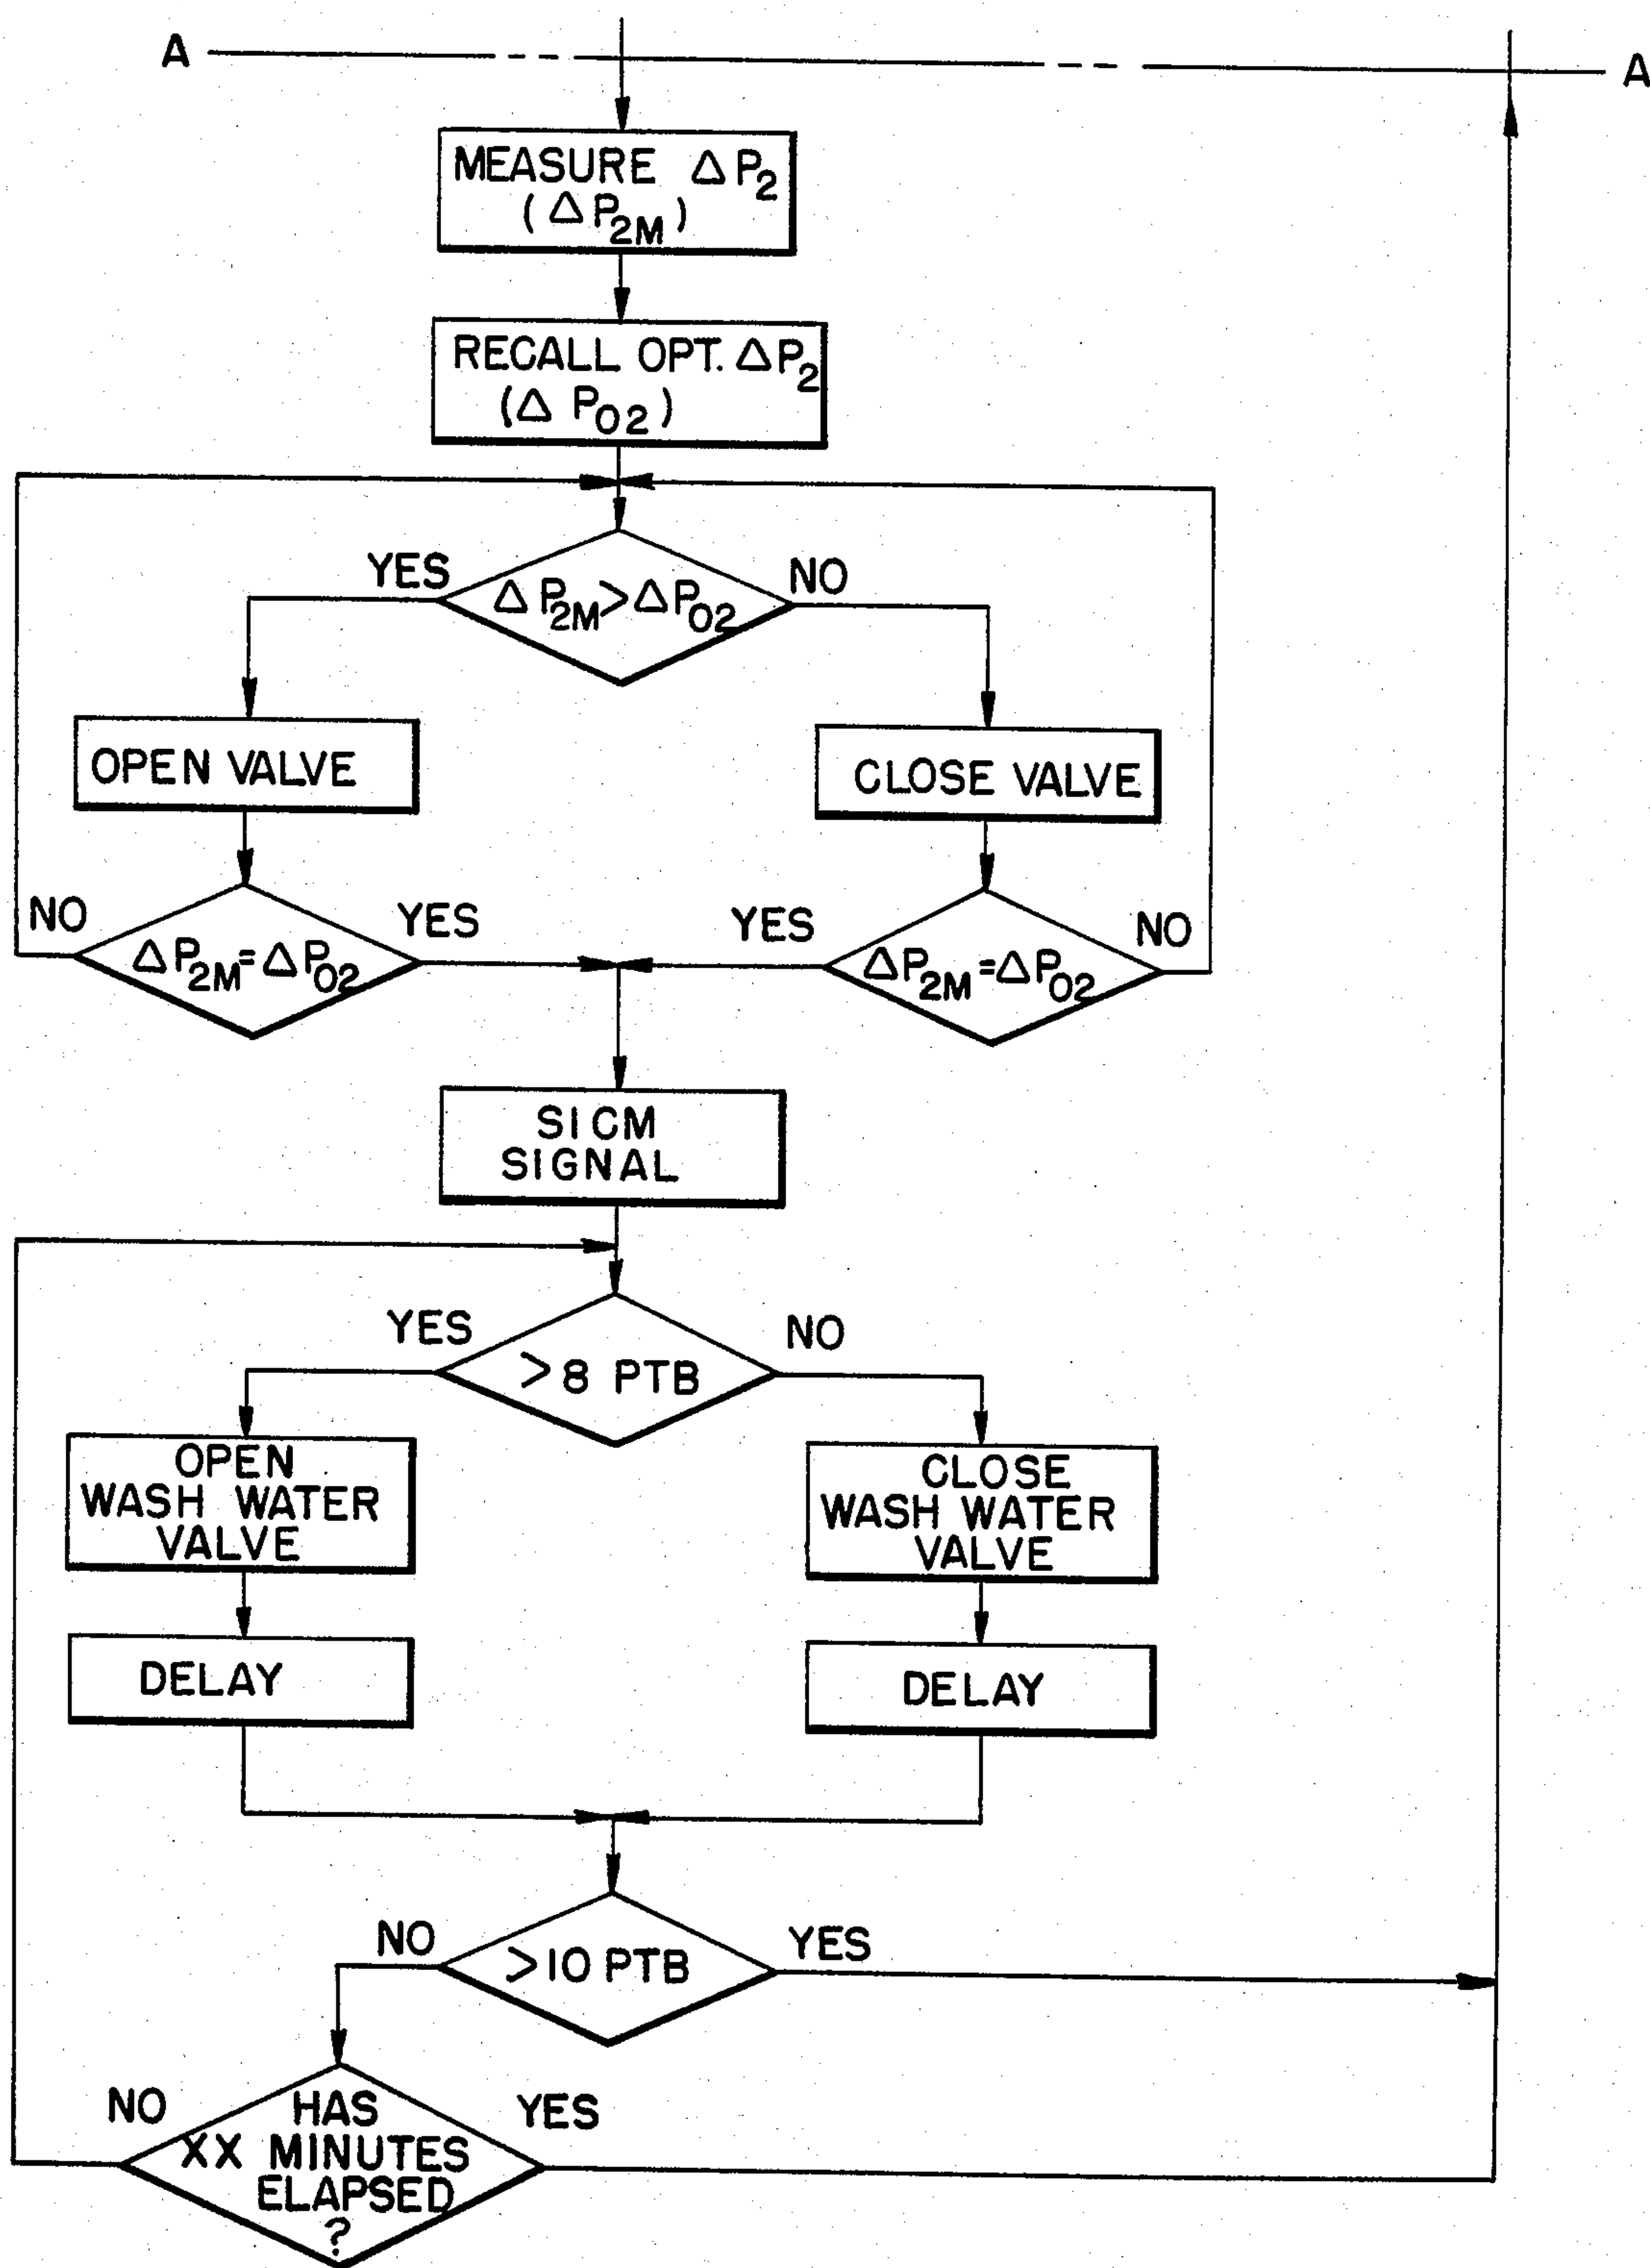 A
A
MEASURE ΔP₂
(ΔP₂M)
RECALL OPT. ΔP₂
(Δ PO2)
YES
NO
ΔP₂M>ΔPO2
OPEN VALVE
CLOSE VALVE
NO
YES
YES
NO
ΔP₂M=ΔPO2
ΔP₂M=ΔPO2
SICM
SIGNAL
YES
NO
>8 PTB
OPEN
WASH WATER
VALVE
CLOSE
WASH WATER
VALVE
DELAY
DELAY
NO
YES
>10 PTB
NO
YES
HAS
XX MINUTES
ELAPSED
?